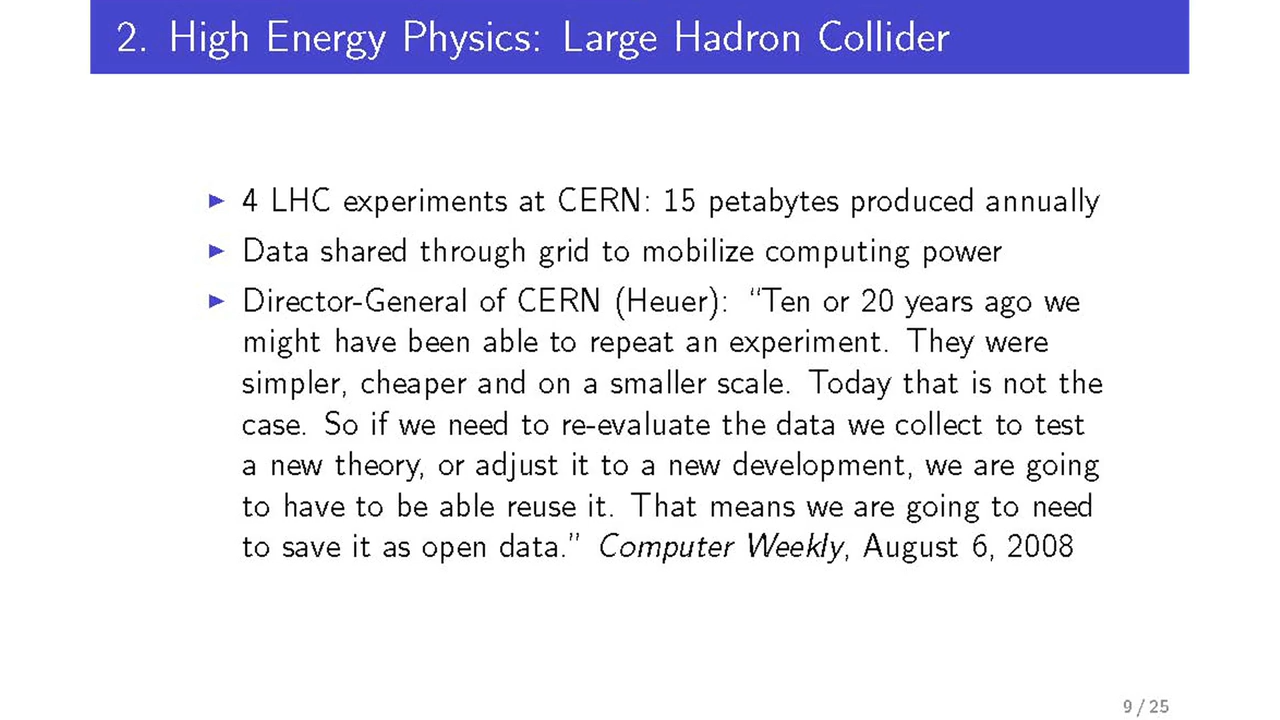 2. High Energy Physics: Large Hadron Collider
▶ 4 LHC experiments at CERN: 15 petabytes produced annually
▶ Data shared through grid to mobilize computing power
▶ Director-General of CERN (Heuer): “Ten or 20 years ago we
might have been able to repeat an experiment. They were
simpler, cheaper and on a smaller scale. Today that is not the
case. So if we need to re-evaluate the data we collect to test
a new theory, or adjust it to a new development, we are going
to have to be able reuse it. That means we are going to need
to save it as open data.” Computer Weekly, August 6, 2008
9 / 25